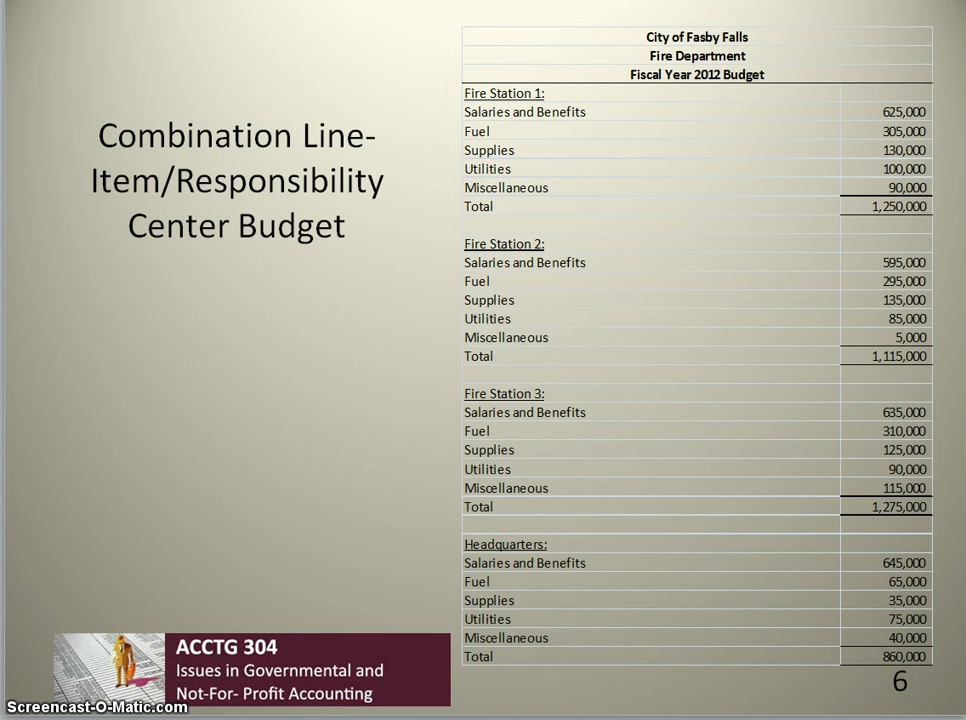 Combination Line-
Item/Responsibility
Center Budget
City of Fasby Falls
Fire Department
Fiscal Year 2012 Budget
Fire Station 1:
Salaries and Benefits 625,000
Fuel 305,000
Supplies 130,000
Utilities 100,000
Miscellaneous 90,000
Total 1,250,000
Fire Station 2:
Salaries and Benefits 595,000
Fuel 295,000
Supplies 135,000
Utilities 85,000
Miscellaneous 5,000
Total 1,115,000
Fire Station 3:
Salaries and Benefits 635,000
Fuel 310,000
Supplies 125,000
Utilities 90,000
Miscellaneous 115,000
Total 1,275,000
Headquarters:
Salaries and Benefits 645,000
Fuel 65,000
Supplies 35,000
Utilities 75,000
Miscellaneous 40,000
Total 860,000
ACCTG 304
Issues in Governmental and
Not-For- Profit Accounting
6
Screencast-O-Matic.com